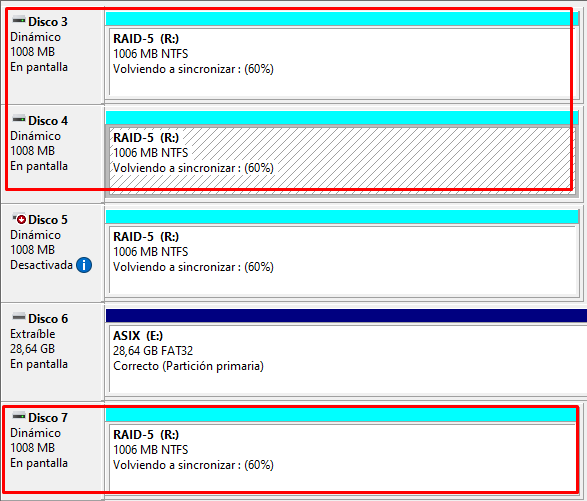 Disco 3
Dinámico
1008 MB
En pantalla
RAID-5 (R:)
1006 MB NTFS
Volviendo a sincronizar : (60%)
Disco 4
Dinámico
1008 MB
En pantalla
RAID-5 (R:)
1006 MB NTFS
Volviendo a sincronizar : (60%)
Disco 5
Dinámico
1008 MB
Desactivada
RAID-5 (R:)
1006 MB NTFS
Volviendo a sincronizar : (60%)
Disco 6
Extraíble
28,64 GB
En pantalla
ASIX (E:)
28,64 GB FAT32
Correcto (Partición primaria)
Disco 7
Dinámico
1008 MB
En pantalla
RAID-5 (R:)
1006 MB NTFS
Volviendo a sincronizar : (60%)